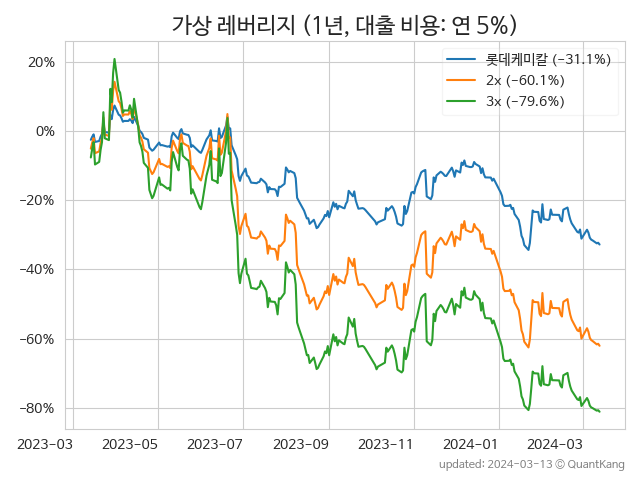 가상 레버리지 (1년, 대출 비용: 연 5%)
롯데케미칼 (−31.1%)
2x (−60.1%)
3x (−79.6%)
20%
0%
−20%
−40%
−60%
−80%
2023-03 2023-05 2023-07 2023-09 2023-11 2024-01 2024-03
updated: 2024-03-13 © QuantKang